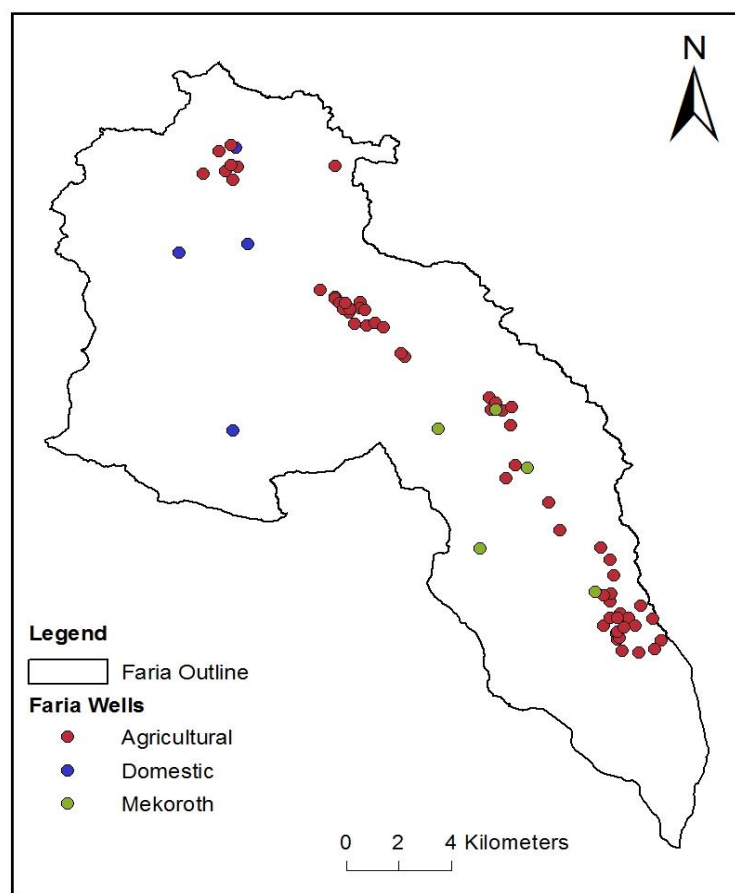 N
Legend
Faria Outline
Faria Wells
Agricultural
Domestic
Mekoroth
0 2 4 Kilometers